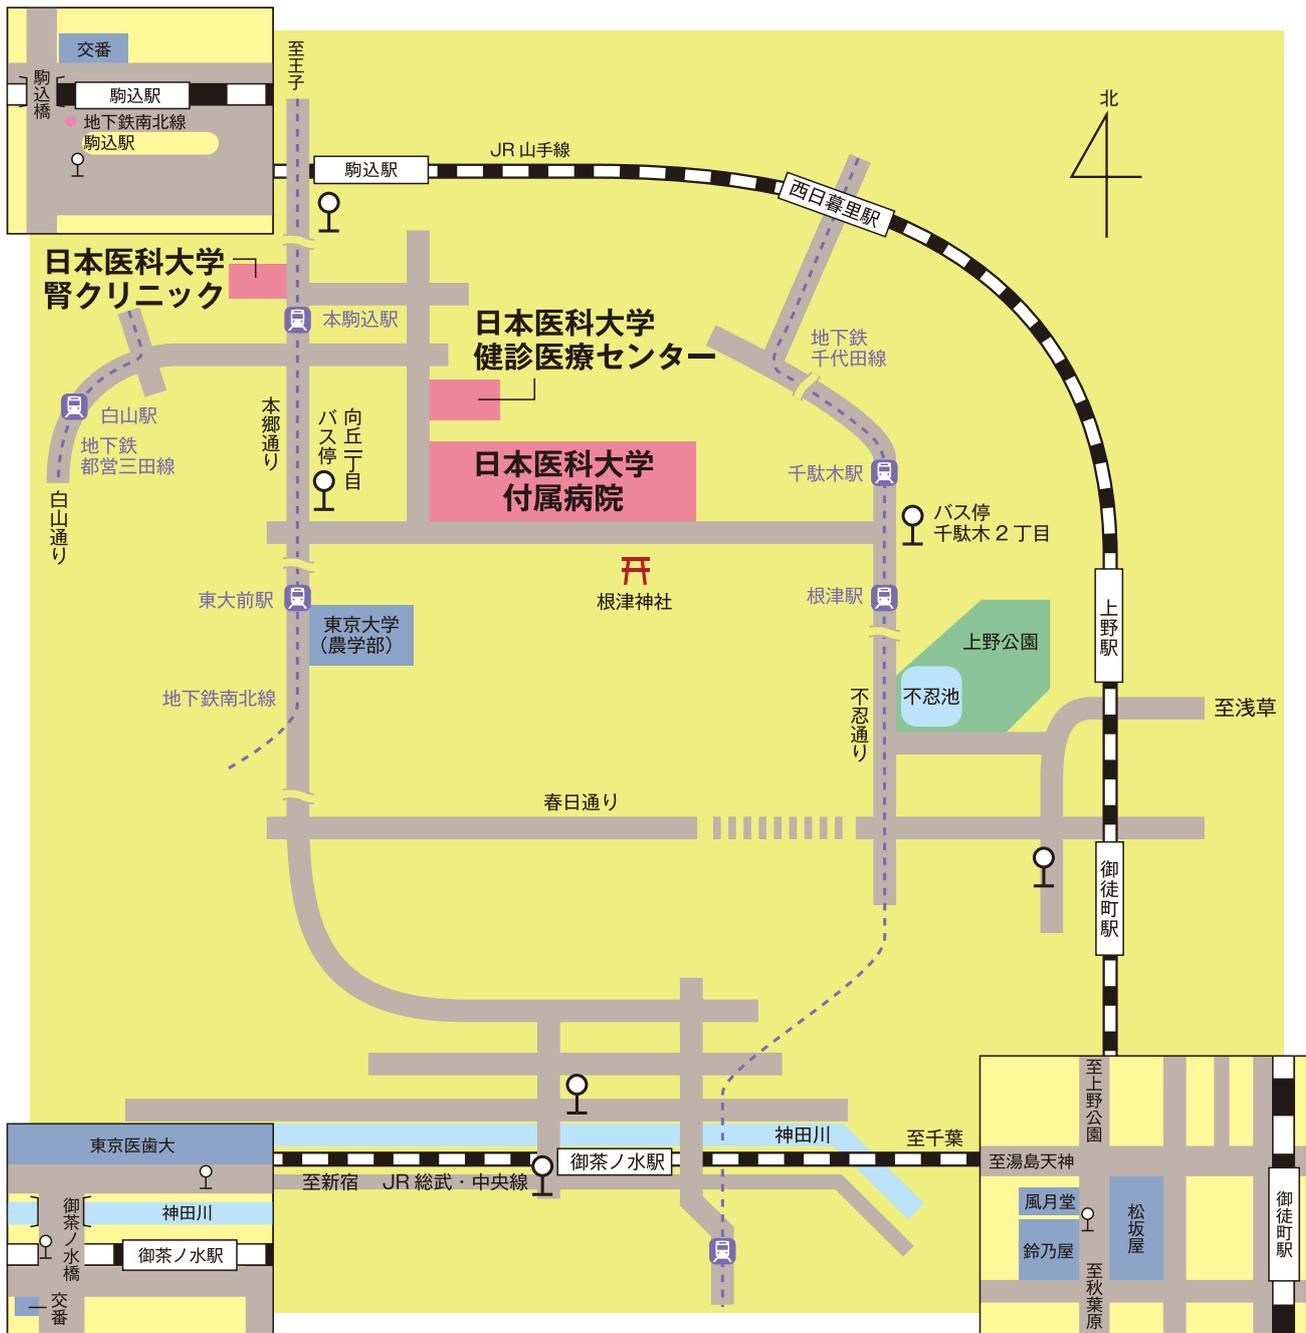 交番
駒込橋
駒込駅
地下鉄南北線
駒込駅
至王子
駒込駅
JR 山手線
西日暮里駅
北
日本医科大学
腎クリニック
本駒込駅
日本医科大学
健診医療センター
地下鉄
千代田線
白山駅
地下鉄
都営三田線
白山通り
本郷通り
向丘一丁目
バス停
日本医科大学
付属病院
千駄木駅
バス停
千駄木 2 丁目
東大前駅
東京大学
（農学部）
根津神社
根津駅
上野駅
上野公園
不忍池
地下鉄南北線
不忍通り
至浅草
春日通り
御徒町駅
神田川
至千葉
御茶ノ水駅
至新宿
JR 総武・中央線
東京医歯大
御茶ノ水橋
神田川
御茶ノ水駅
交番
至上野公園
至湯島天神
風月堂
鈴乃屋
松坂屋
御徒町駅
至秋葉原